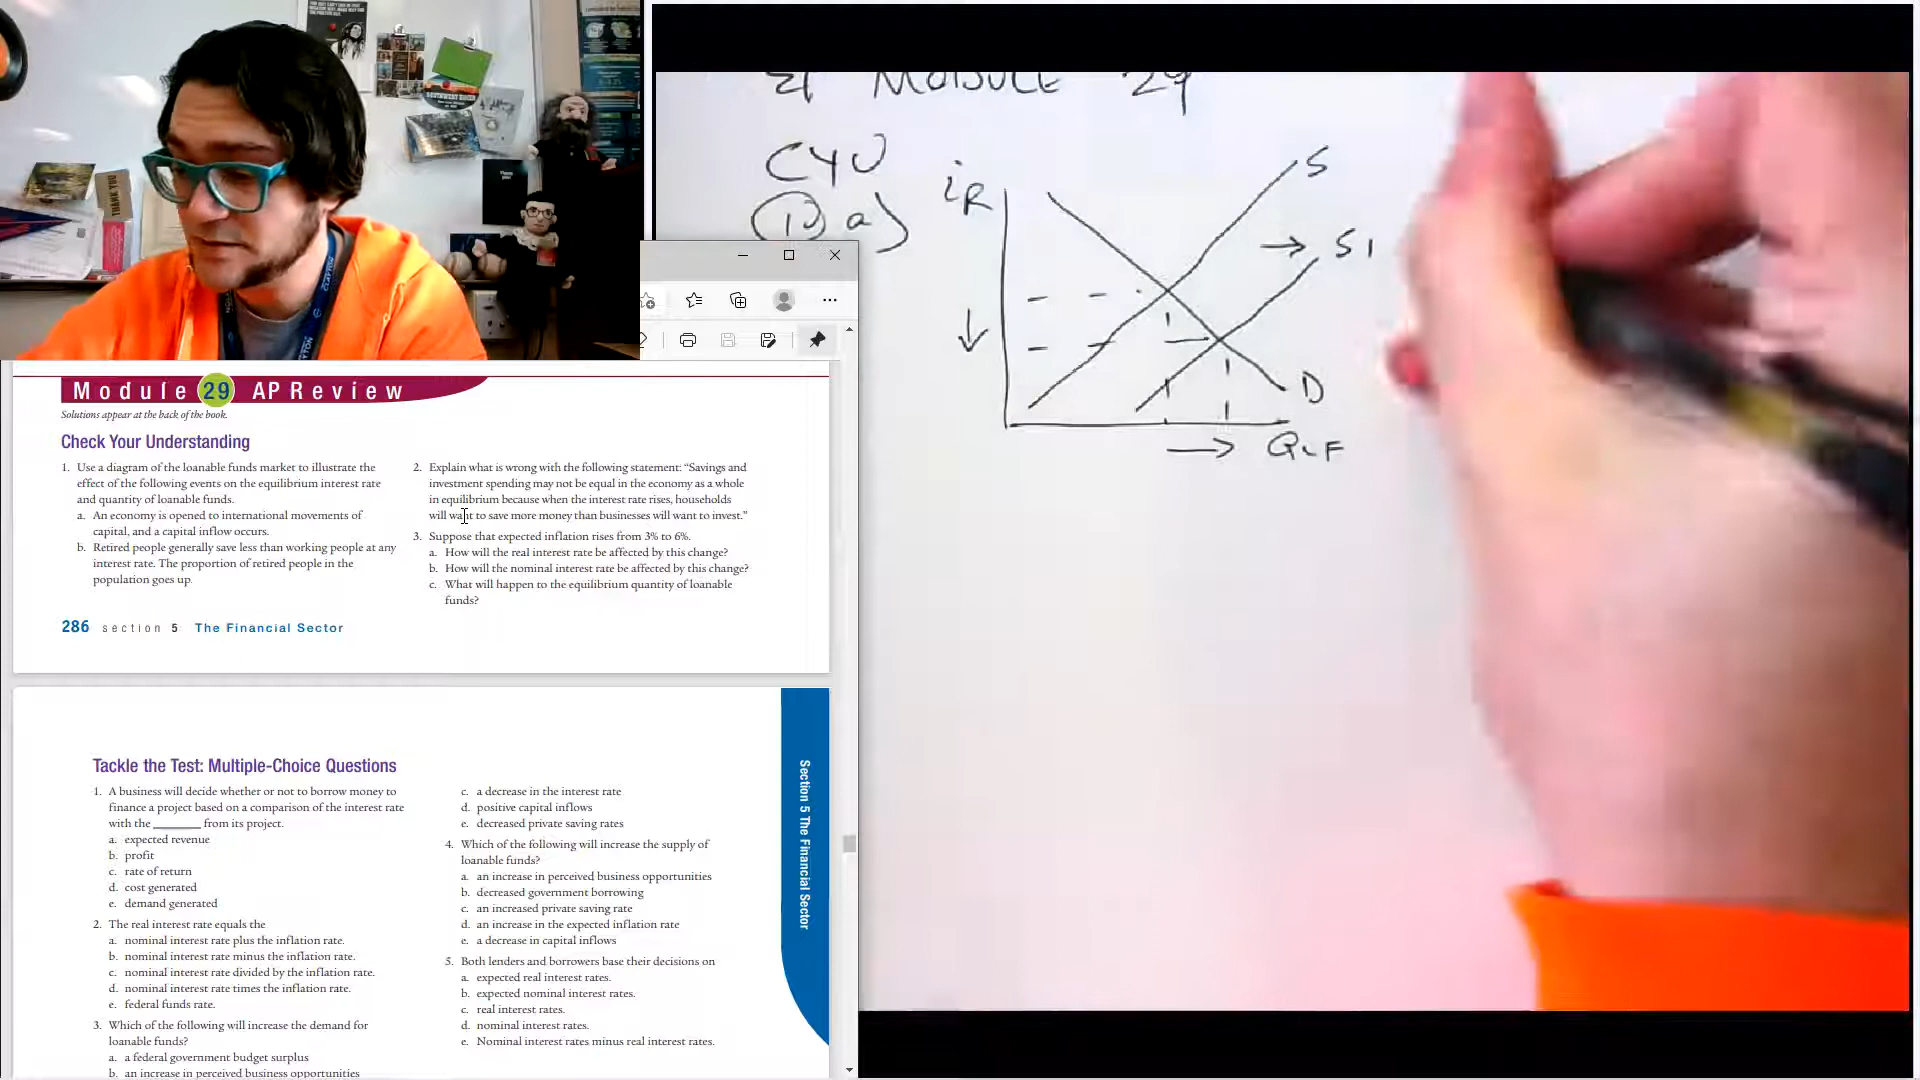 THANK YOU
Module 29 AP Review
Solutions appear at the back of the book.
Check Your Understanding
1. Use a diagram of the loanable funds market to illustrate the
effect of the following events on the equilibrium interest rate
and quantity of loanable funds.
a. An economy is opened to international movements of
capital, and a capital inflow occurs.
b. Retired people generally save less than working people at any
interest rate. The proportion of retired people in the
population goes up.
2. Explain what is wrong with the following statement: “Savings and
investment spending may not be equal in the economy as a whole
in equilibrium because when the interest rate rises, households
will want to save more money than businesses will want to invest.”
3. Suppose that expected inflation rises from 3% to 6%.
a. How will the real interest rate be affected by this change?
b. How will the nominal interest rate be affected by this change?
c. What will happen to the equilibrium quantity of loanable
funds?
286 section 5 The Financial Sector
Tackle the Test: Multiple-Choice Questions
1. A business will decide whether or not to borrow money to
finance a project based on a comparison of the interest rate
with the ______ from its project.
a. expected revenue
b. profit
c. rate of return
d. cost generated
e. demand generated
2. The real interest rate equals the
a. nominal interest rate plus the inflation rate.
b. nominal interest rate minus the inflation rate.
c. nominal interest rate divided by the inflation rate.
d. nominal interest rate times the inflation rate.
e. federal funds rate.
3. Which of the following will increase the demand for
loanable funds?
a. a federal government budget surplus
b. an increase in perceived business opportunities
c. a decrease in the interest rate
d. positive capital inflows
e. decreased private saving rates
4. Which of the following will increase the supply of
loanable funds?
a. an increase in perceived business opportunities
b. decreased government borrowing
c. an increased private saving rate
d. an increase in the expected inflation rate
e. a decrease in capital inflows
5. Both lenders and borrowers base their decisions on
a. expected real interest rates.
b. expected nominal interest rates.
c. real interest rates.
d. nominal interest rates.
e. Nominal interest rates minus real interest rates.
Section 5 The Financial Sector
MODULE 29
CYU
1) a)
iR
S
S1
D
QLF